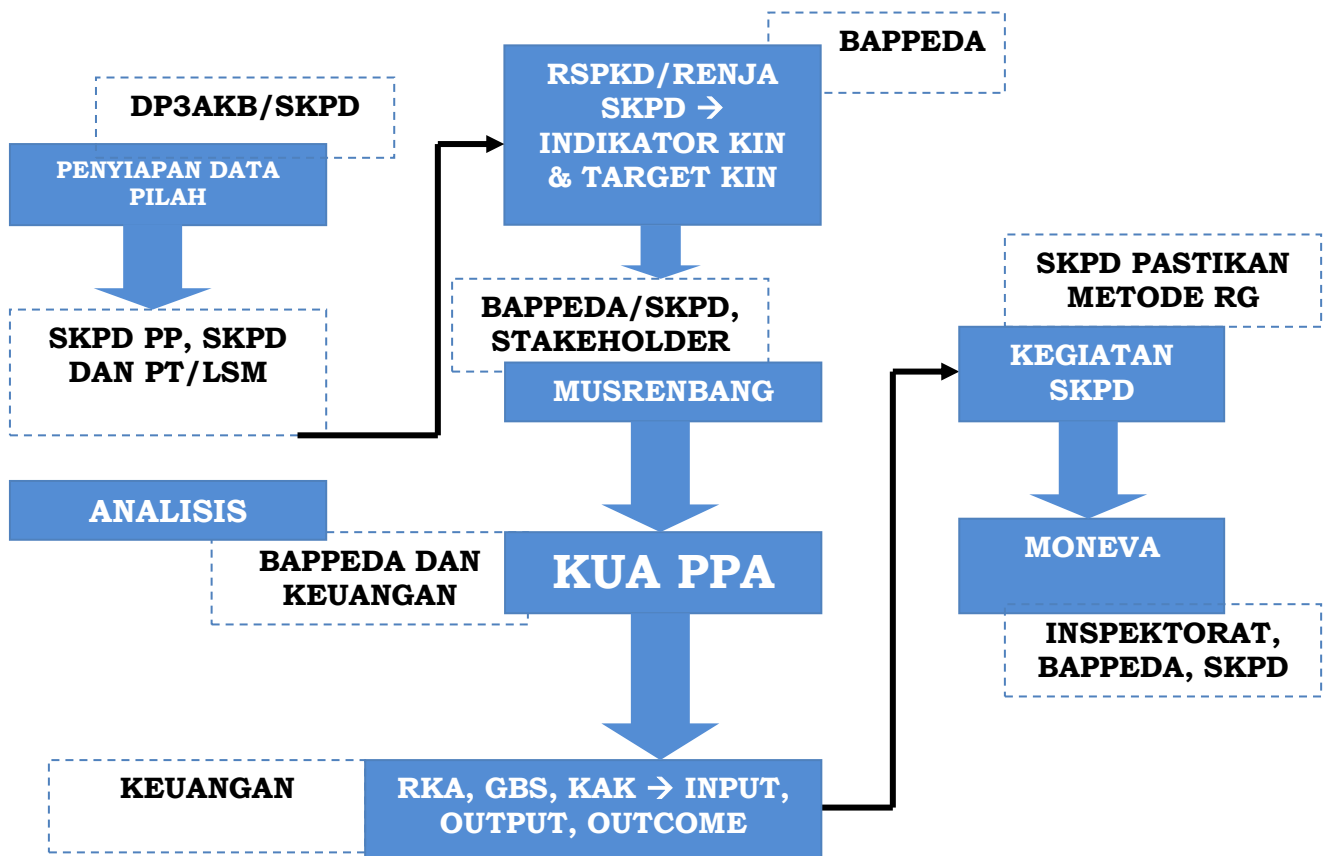 DP3AKB/SKPD
PENYIAPAN DATA
PILAH
SKPD PP, SKPD
DAN PT/LSM
ANALISIS
BAPPEDA
RSPKD/RENJA
SKPD →
INDIKATOR KIN
& TARGET KIN
BAPPEDA/SKPD,
STAKEHOLDER
MUSRENBANG
BAPPEDA DAN
KEUANGAN
KUA PPA
KEUANGAN
RKA, GBS, KAK → INPUT,
OUTPUT, OUTCOME
SKPD PASTIKAN
METODE RG
KEGIATAN
SKPD
MONEVA
INSPEKTORAT,
BAPPEDA, SKPD